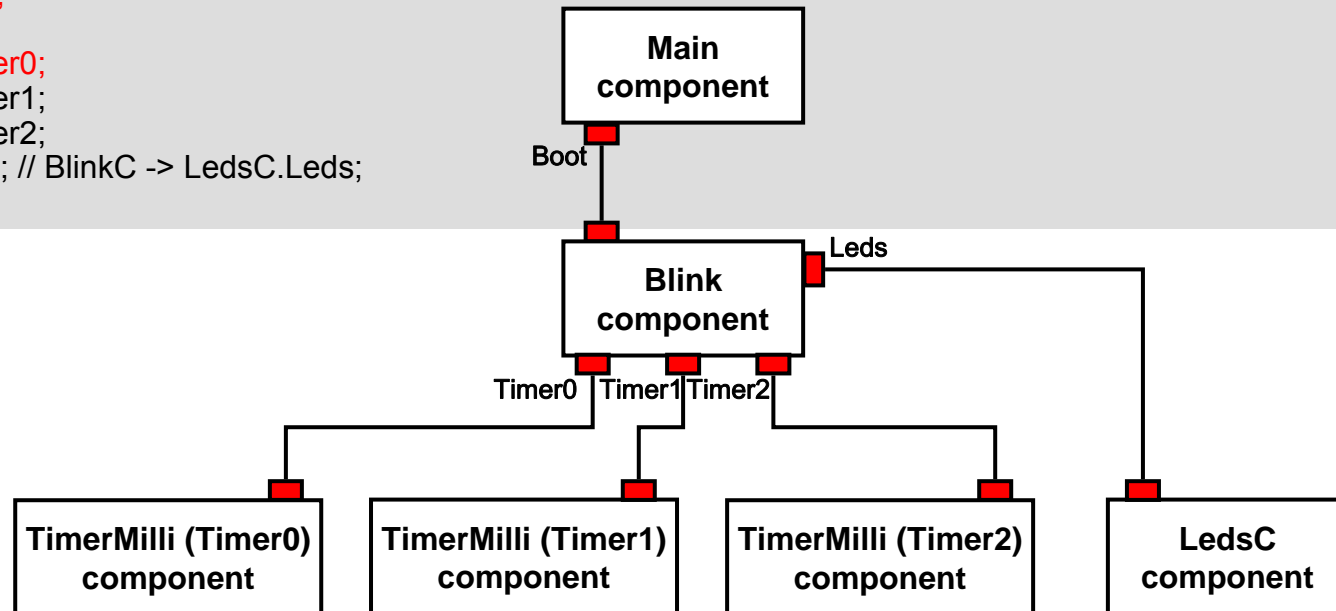 ;
er0;
er1;
er2;
; // BlinkC -> LedsC.Leds;
Main
component
Boot
Leds
Blink
component
Timer0
Timer1
Timer2
TimerMilli (Timer0)
component
TimerMilli (Timer1)
component
TimerMilli (Timer2)
component
LedsC
component